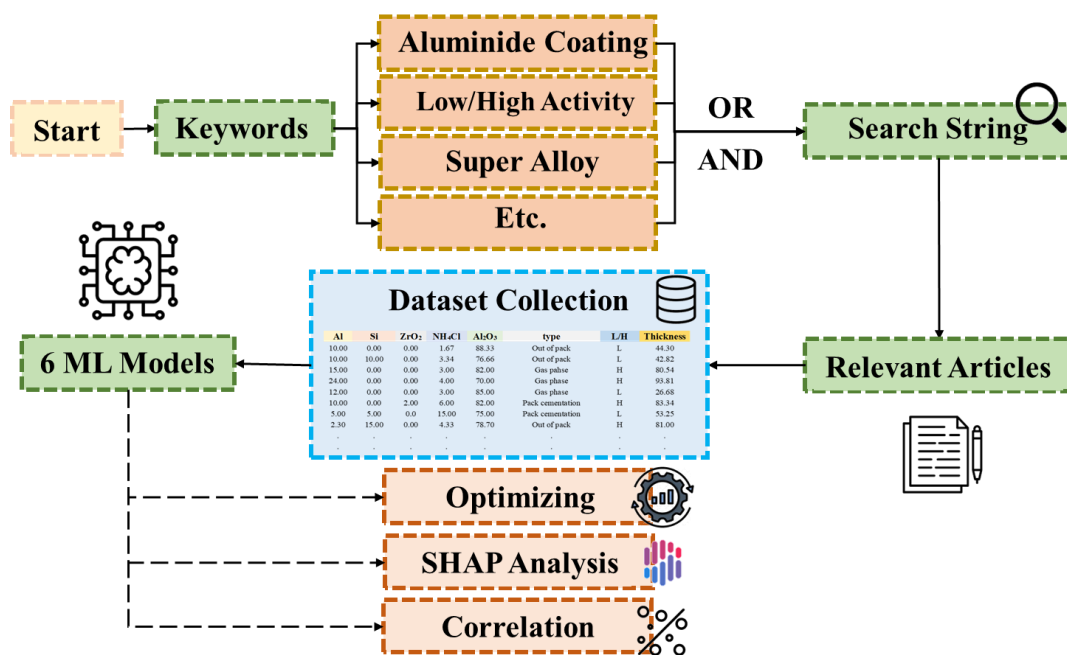 Start
Keywords
Aluminide Coating
Low/High Activity
Super Alloy
Etc.
OR
AND
Search String
Relevant Articles
Dataset Collection
Al Si ZrO₂ NH₄Cl Al₂O₃ type L/H Thickness
10.00 0.00 0.00 1.67 88.33 Out of pack L 44.30
10.00 10.00 0.00 3.34 76.66 Out of pack L 42.82
15.00 0.00 0.00 3.00 82.00 Gas pahse H 80.54
24.00 0.00 0.00 4.00 70.00 Gas phase H 93.81
12.00 0.00 0.00 3.00 85.00 Gas phase L 26.68
10.00 0.00 2.00 6.00 82.00 Pack cementation H 83.34
5.00 5.00 0.0 15.00 75.00 Pack cementation L 53.25
2.30 15.00 0.00 4.33 78.70 Out of pack H 81.00
. . . . . . . .
. . . . . . . .
6 ML Models
Optimizing
SHAP Analysis
Correlation